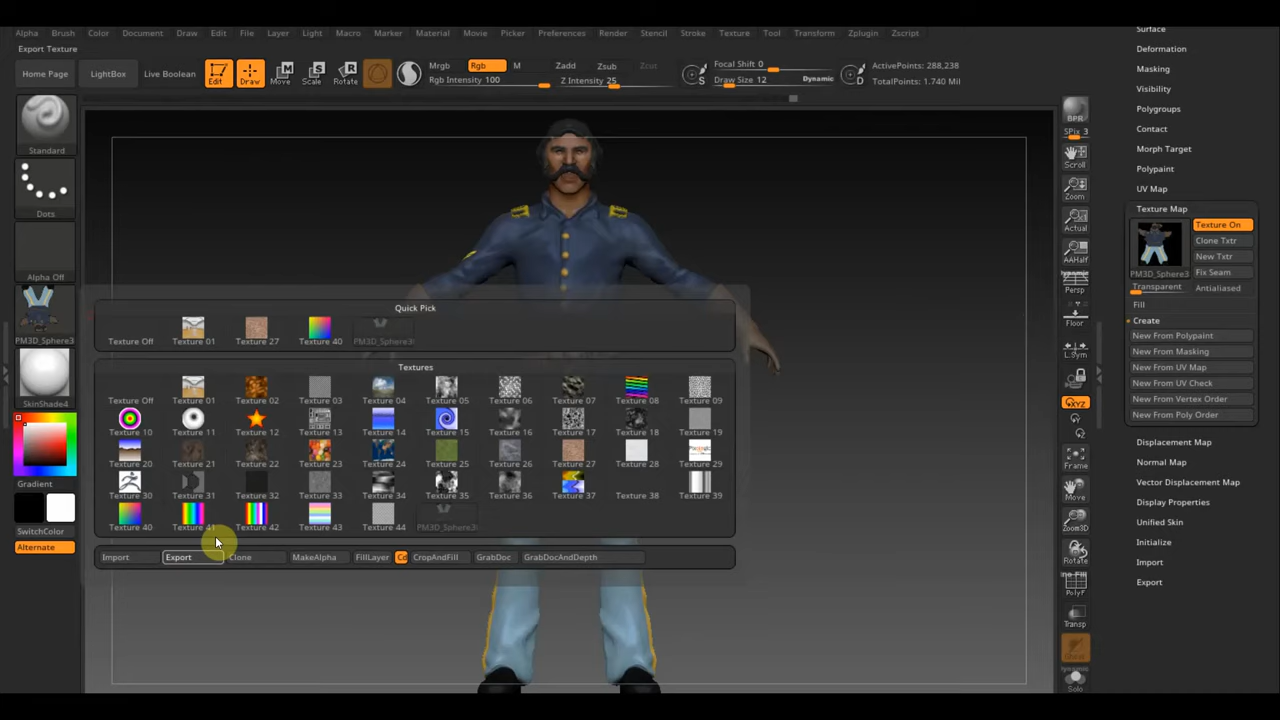 Alpha Brush Color Document Draw Edit File Layer Light Macro Marker Material Movie Picker Preferences Render Stencil Stroke Texture Tool Transform Zplugin Zscript
Export Texture
Home Page LightBox Live Boolean Edit Draw Move Scale Rotate
Mrgb Rgb M Zadd Zsub Zcut
Rgb Intensity 100 Z Intensity 25
Focal Shift 0
Draw Size 12 Dynamic
S D
ActivePoints: 288,238
TotalPoints: 1.740 Mil
Standard
Dots
Alpha Off
PM3D_Sphere3
SkinShade4
Gradient
SwitchColor
Alternate
Quick Pick
Texture Off Texture 01 Texture 27 Texture 40 PM3D_Sphere3
Textures
Texture Off Texture 01 Texture 02 Texture 03 Texture 04 Texture 05 Texture 06 Texture 07 Texture 08 Texture 09
Texture 10 Texture 11 Texture 12 Texture 13 Texture 14 Texture 15 Texture 16 Texture 17 Texture 18 Texture 19
Texture 20 Texture 21 Texture 22 Texture 23 Texture 24 Texture 25 Texture 26 Texture 27 Texture 28 Texture 29
Texture 30 Texture 31 Texture 32 Texture 33 Texture 34 Texture 35 Texture 36 Texture 37 Texture 38 Texture 39
Texture 40 Texture 41 Texture 42 Texture 43 Texture 44 PM3D_Sphere3
Import Export Clone MakeAlpha FillLayer Cd CropAndFill GrabDoc GrabDocAndDepth
BPR
SPix 3
Scroll
Zoom
Actual
AAHalf
Dynamic
Persp
Floor
L.Sym
XYZ
Frame
Move
Zoom3D
Rotate
PolyF
Transp
Ghost
Dynamic
Solo
Surface
Deformation
Masking
Visibility
Polygroups
Contact
Morph Target
Polypaint
UV Map
Texture Map
Texture On
Clone Txtr
New Txtr
PM3D_Sphere3 Fix Seam
Transparent Antialiased
Fill
Create
New From Polypaint
New From Masking
New From UV Map
New From UV Check
New From Vertex Order
New From Poly Order
Displacement Map
Normal Map
Vector Displacement Map
Display Properties
Unified Skin
Initialize
Import
Export